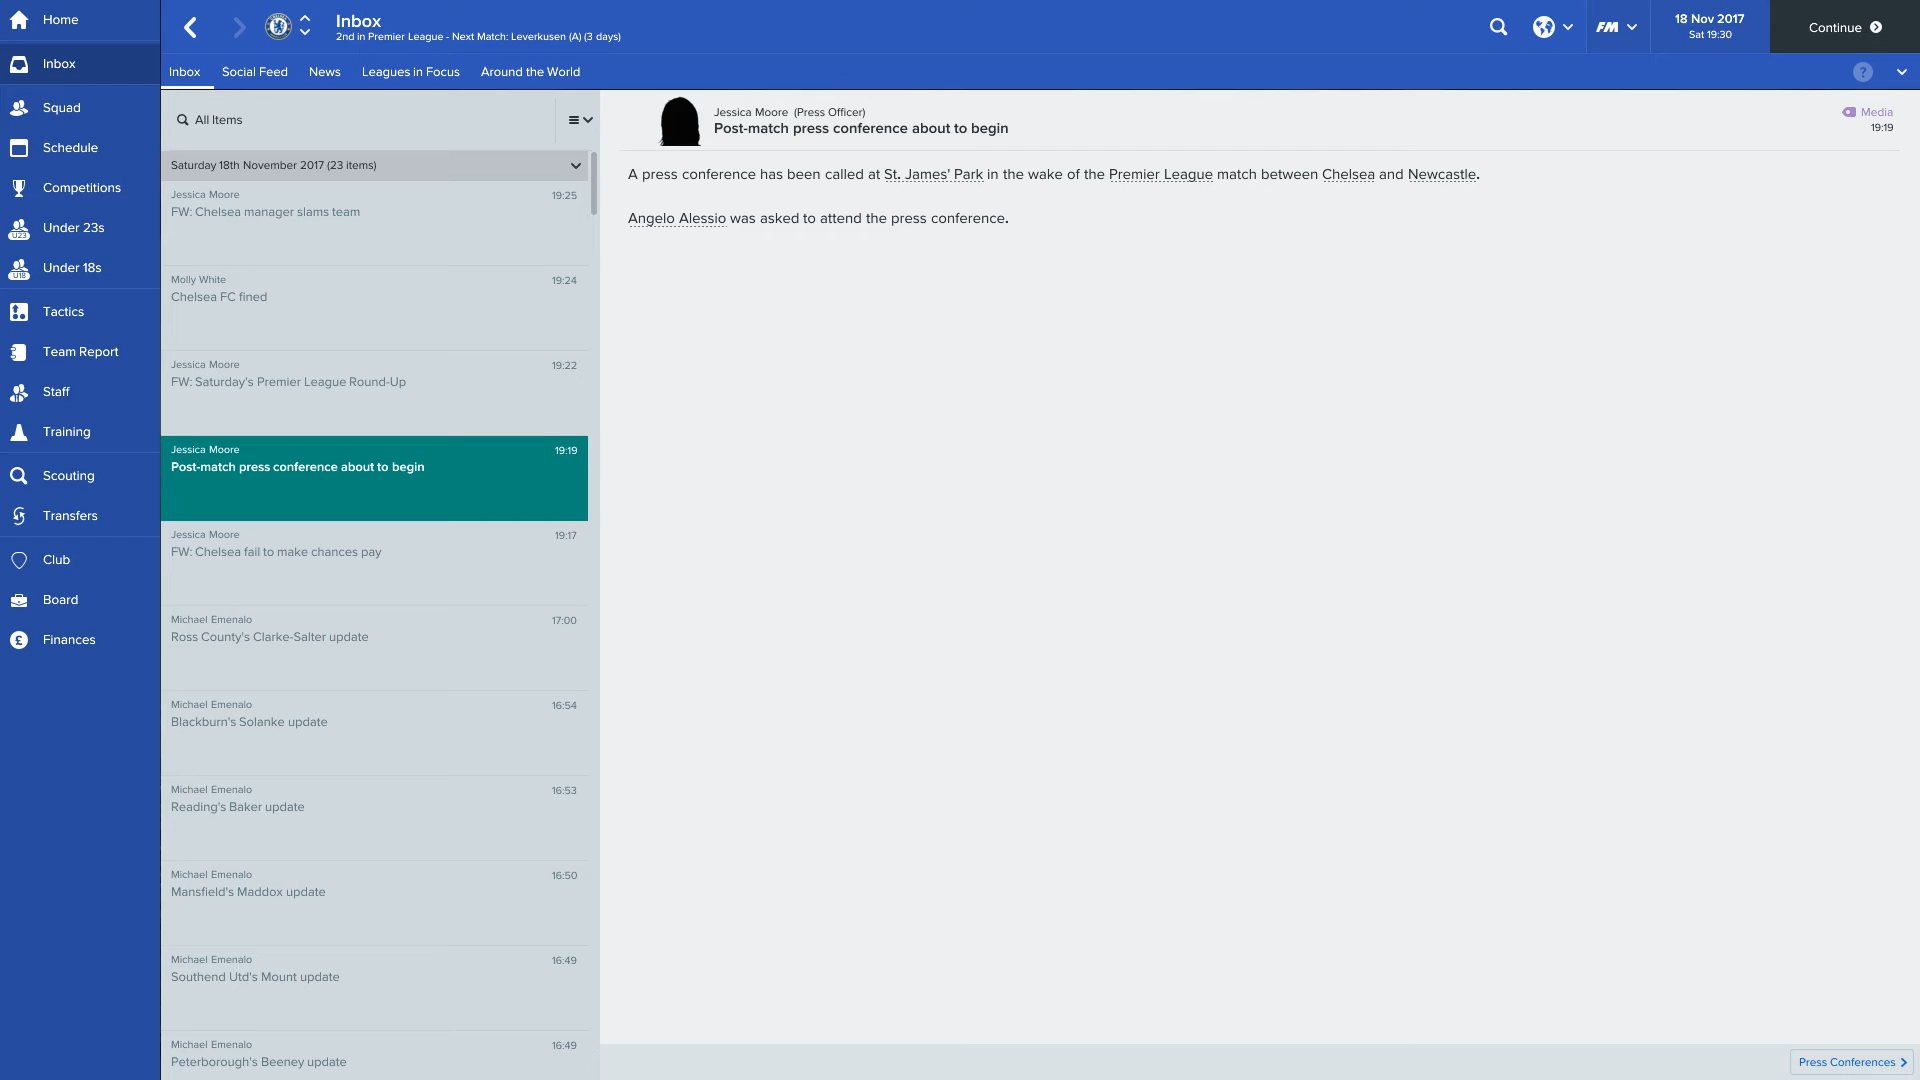 Home
Inbox
Squad
Schedule
Competitions
U23
Under 23s
U18
Under 18s
Tactics
Team Report
Staff
Training
Scouting
Transfers
Club
Board
£
Finances
Inbox
2nd in Premier League - Next Match: Leverkusen (A) (3 days)
FM
18 Nov 2017
Sat 19:30
Continue
Inbox
Social Feed
News
Leagues in Focus
Around the World
?
All Items
Saturday 18th November 2017 (23 items)
Jessica Moore 19:25
FW: Chelsea manager slams team
Molly White 19:24
Chelsea FC fined
Jessica Moore 19:22
FW: Saturday's Premier League Round-Up
Jessica Moore 19:19
Post-match press conference about to begin
Jessica Moore 19:17
FW: Chelsea fail to make chances pay
Michael Emenalo 17:00
Ross County's Clarke-Salter update
Michael Emenalo 16:54
Blackburn's Solanke update
Michael Emenalo 16:53
Reading's Baker update
Michael Emenalo 16:50
Mansfield's Maddox update
Michael Emenalo 16:49
Southend Utd's Mount update
Michael Emenalo 16:49
Peterborough's Beeney update
Jessica Moore (Press Officer)
Post-match press conference about to begin
Media
19:19
A press conference has been called at St. James' Park in the wake of the Premier League match between Chelsea and Newcastle.
Angelo Alessio was asked to attend the press conference.
Press Conferences